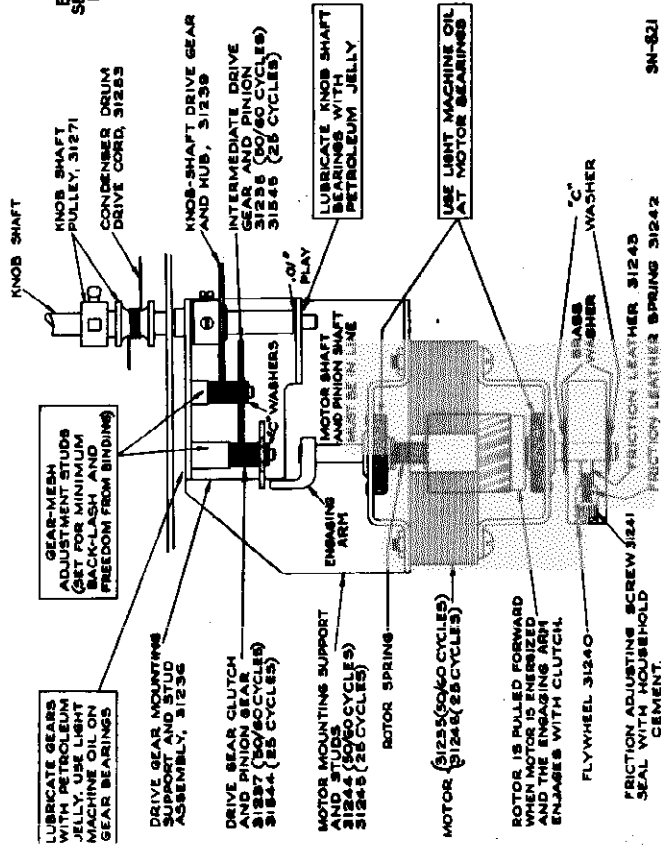 KNOB SHAFT
KNOB SHAFT
PULLEY, 31271
CONDENSER DRUM
DRIVE CORD, 31283
KNOB-SHAFT DRIVE GEAR
AND HUB, 31239
INTERMEDIATE DRIVE
GEAR AND PINION
31238 (50/60 CYCLES)
31545 (25 CYCLES)
LUBRICATE KNOB SHAFT
BEARINGS WITH
PETROLEUM JELLY
USE LIGHT MACHINE OIL
AT MOTOR BEARINGS
GEAR-MESH
ADJUSTMENT STUDS
(SET FOR MINIMUM
BACK-LASH AND
FREEDOM FROM BINDING)
"C" WASHERS
.01" PLAY
ENGAGING
ARM
MOTOR SHAFT
AND PINION SHAFT
MUST BE IN LINE
BRASS
WASHER
"C"
WASHER
LUBRICATE GEARS
WITH PETROLEUM
JELLY. USE LIGHT
MACHINE OIL ON
GEAR BEARINGS
DRIVE GEAR MOUNTING
SUPPORT AND STUD
ASSEMBLY, 31236
DRIVE GEAR CLUTCH
AND PINION GEAR
31237 (50/60 CYCLES)
31544 (25 CYCLES)
MOTOR MOUNTING SUPPORT
AND STUDS
31244 (50/60 CYCLES)
31245 (25 CYCLES)
ROTOR SPRING
MOTOR (31235 (50/60 CYCLES)
31246 (25 CYCLES)
ROTOR IS PULLED FORWARD
WHEN MOTOR IS ENERGIZED
AND THE ENGAGING ARM
ENGAGES WITH CLUTCH.
FLYWHEEL 31240
FRICTION ADJUSTING SCREW 31241
SEAL WITH HOUSEHOLD
CEMENT.
FRICTION LEATHER 31243
FRICTION LEATHER SPRING 31242
SN-821